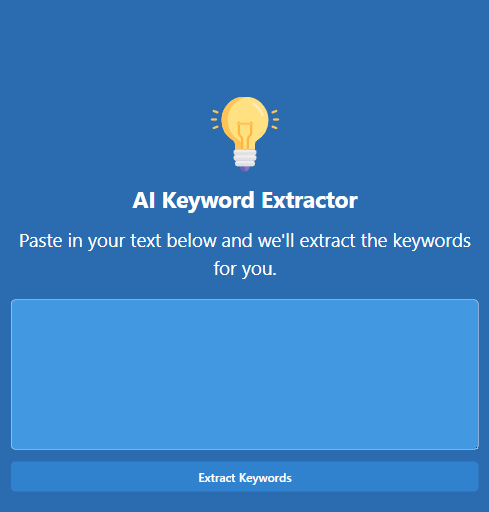 AI Keyword Extractor
Paste in your text below and we'll extract the keywords
for you.
Extract Keywords